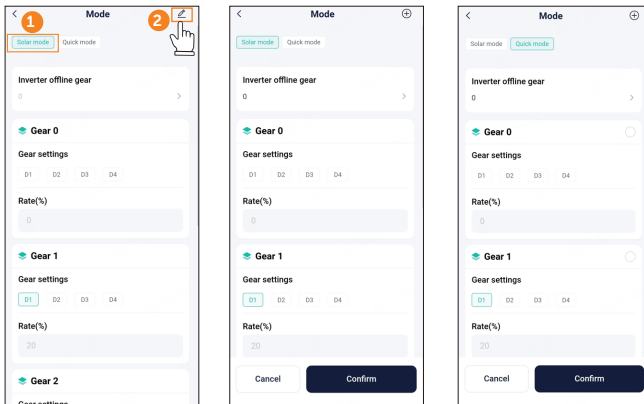 1
2
Mode
Solar mode Quick mode
Inverter offline gear
0
Gear 0
Gear settings
D1 D2 D3 D4
Rate(%)
0
Gear 1
Gear settings
D1 D2 D3 D4
Rate(%)
20
Gear 2
Gear settings
Mode
Solar mode Quick mode
Inverter offline gear
0
Gear 0
Gear settings
D1 D2 D3 D4
Rate(%)
0
Gear 1
Gear settings
D1 D2 D3 D4
Rate(%)
20
Cancel Confirm
Mode
Solar mode Quick mode
Inverter offline gear
0
Gear 0
Gear settings
D1 D2 D3 D4
Rate(%)
0
Gear 1
Gear settings
D1 D2 D3 D4
Rate(%)
20
Cancel Confirm